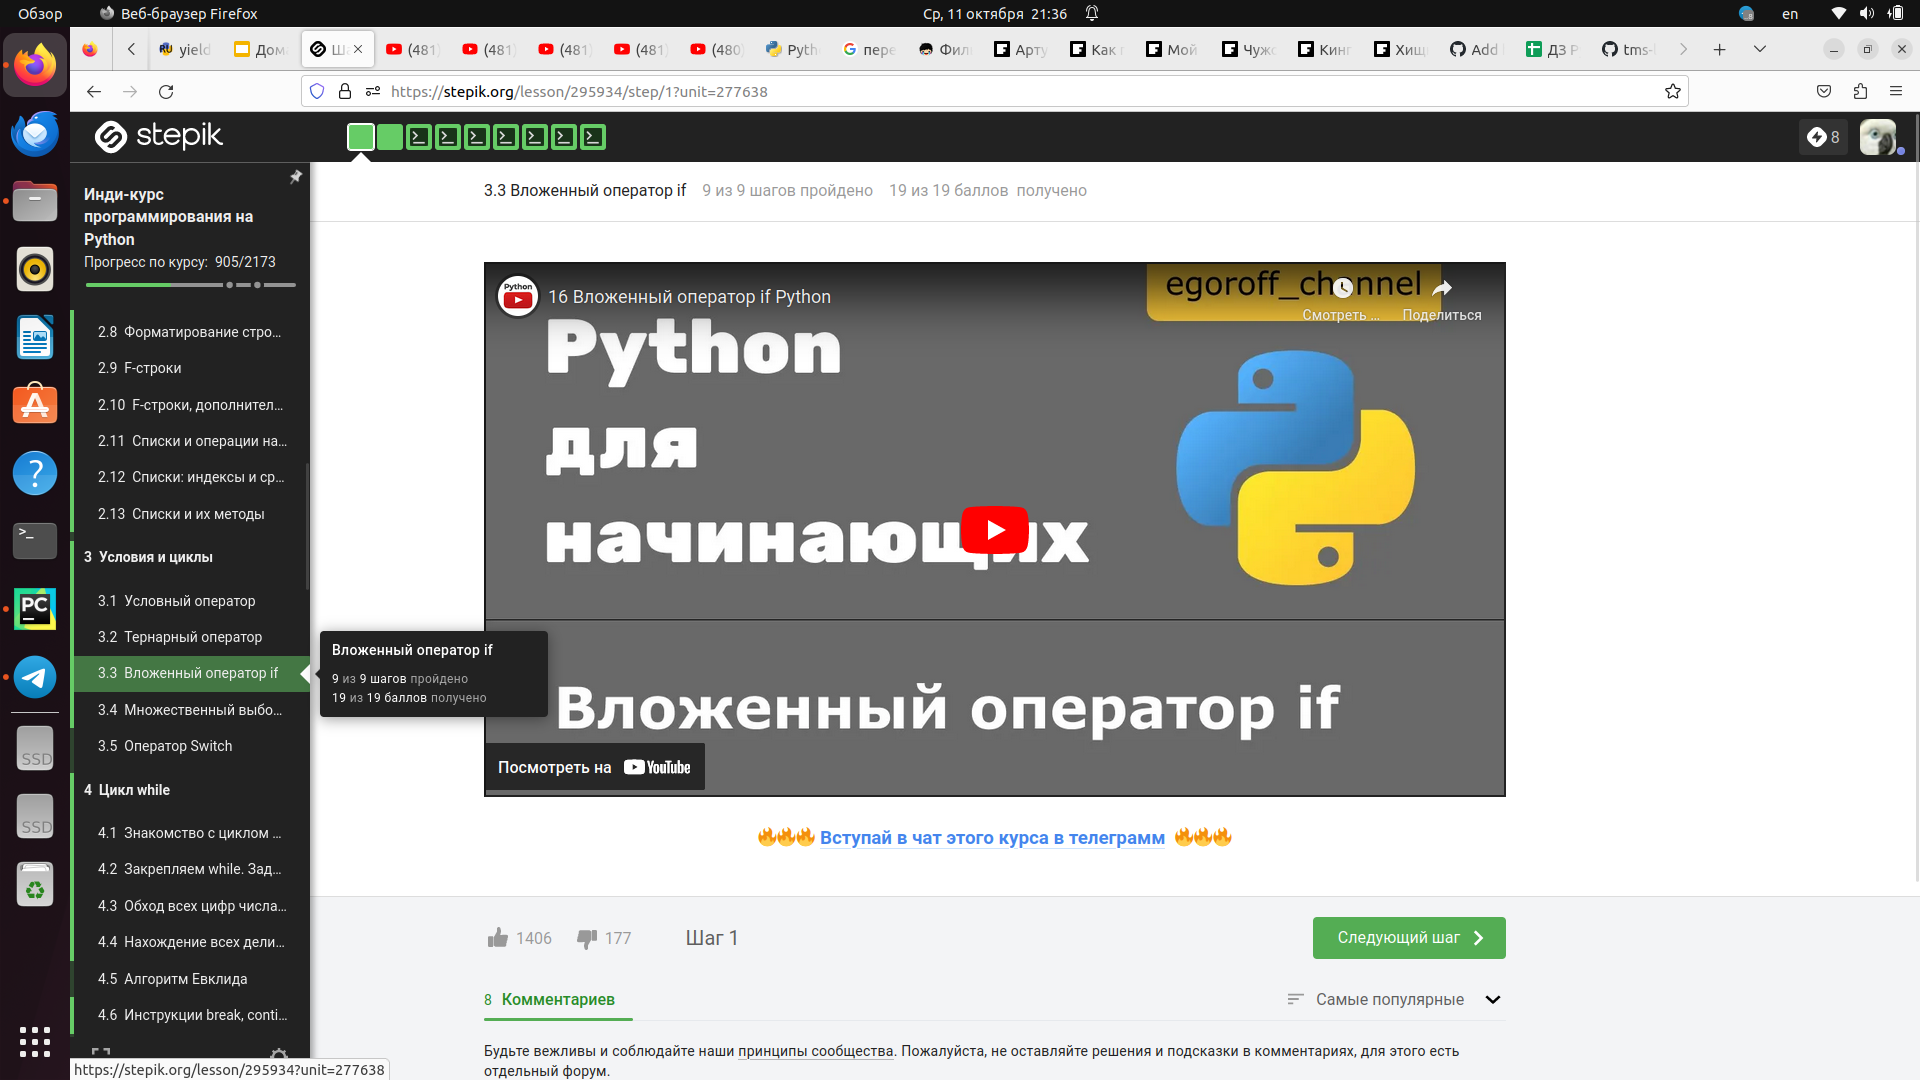 Обзор
Веб-браузер Firefox
Ср, 11 октября 21:36
en
yield
Дома
Ша
(481)
(481)
(481)
(481)
(480)
Pyth
пере
Фил
Арту
Как
Мой
Чужо
Кинг
Хищ
Add
ДЗ P
tms-
https://stepik.org/lesson/295934/step/1?unit=277638
stepik
8
Инди-курс
программирования на
Python
Прогресс по курсу: 905/2173
2.8 Форматирование стро...
2.9 F-строки
2.10 F-строки, дополнител...
2.11 Списки и операции на...
2.12 Списки: индексы и ср...
2.13 Списки и их методы
3 Условия и циклы
3.1 Условный оператор
3.2 Тернарный оператор
3.3 Вложенный оператор if
3.4 Множественный выбо...
3.5 Оператор Switch
4 Цикл while
4.1 Знакомство с циклом ...
4.2 Закрепляем while. Зад...
4.3 Обход всех цифр числа...
4.4 Нахождение всех дели...
4.5 Алгоритм Евклида
4.6 Инструкции break, conti...
Вложенный оператор if
9 из 9 шагов пройдено
19 из 19 баллов получено
3.3 Вложенный оператор if 9 из 9 шагов пройдено 19 из 19 баллов получено
Python
16 Вложенный оператор if Python
egoroff_channel
Смотреть ...
Поделиться
Python
для
начинающих
Вложенный оператор if
Посмотреть на YouTube
Вступай в чат этого курса в телеграмм
1406
177
Шаг 1
Следующий шаг
8 Комментариев
Самые популярные
Будьте вежливы и соблюдайте наши принципы сообщества. Пожалуйста, не оставляйте решения и подсказки в комментариях, для этого есть
отдельный форум.
SSD
SSD
PC
https://stepik.org/lesson/295934?unit=277638